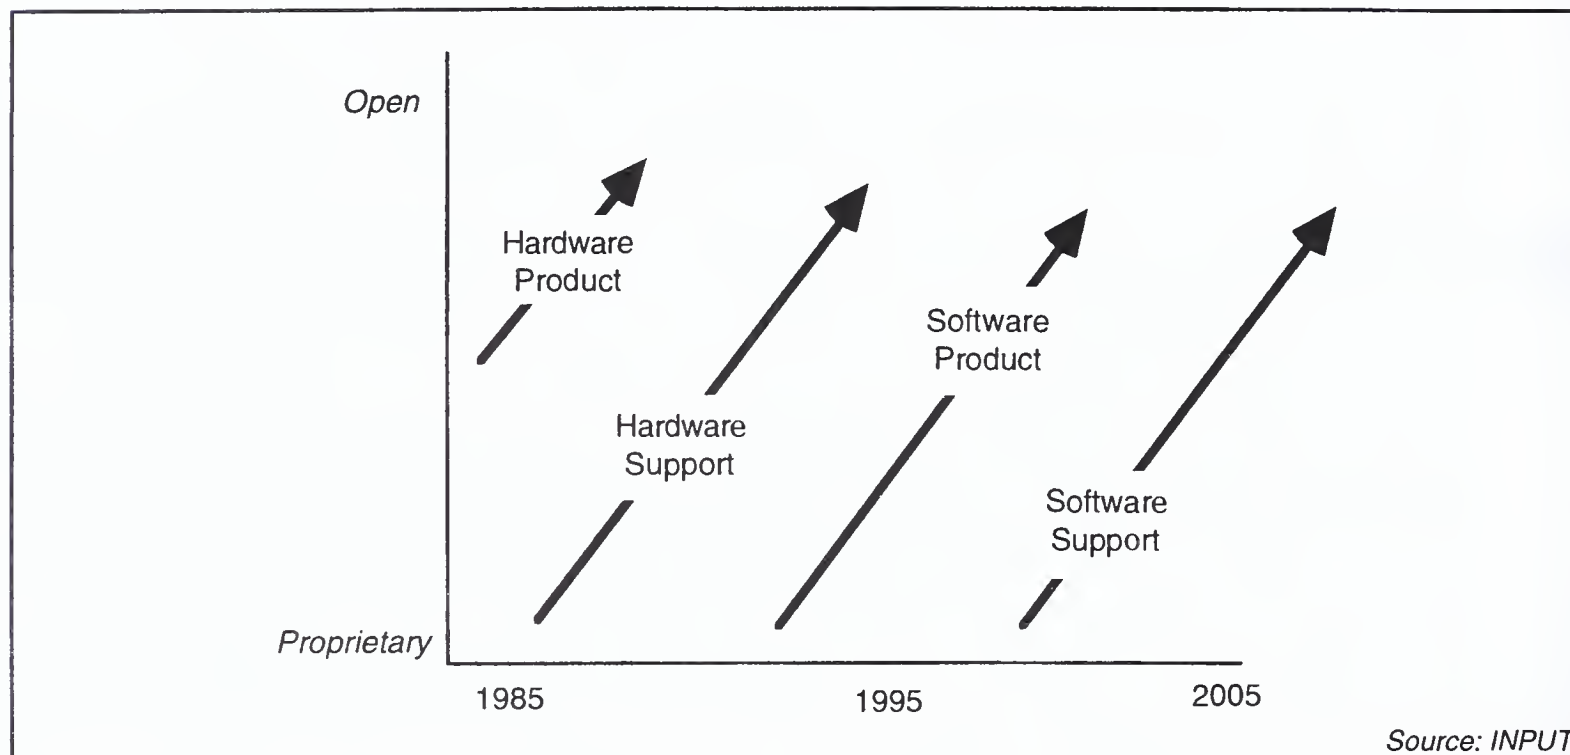 Open
Hardware
Product
Hardware
Support
Software
Product
Software
Support
Proprietary
1985
1995
2005
Source: INPUT